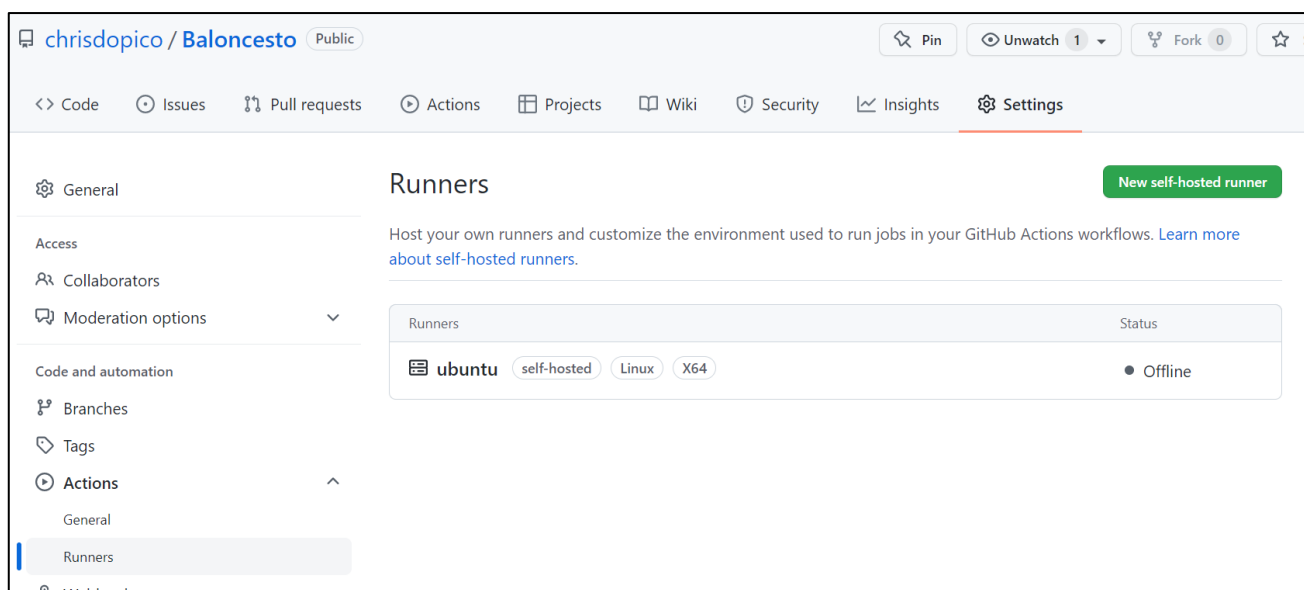 chrisdopico / Baloncesto Public Pin Unwatch 1 Fork 0
<> Code Issues Pull requests Actions Projects Wiki Security Insights Settings
General
Access
Collaborators
Moderation options
Code and automation
Branches
Tags
Actions
General
Runners
Runners
New self-hosted runner
Host your own runners and customize the environment used to run jobs in your GitHub Actions workflows. Learn more
about self-hosted runners.
Runners Status
ubuntu self-hosted Linux X64 Offline